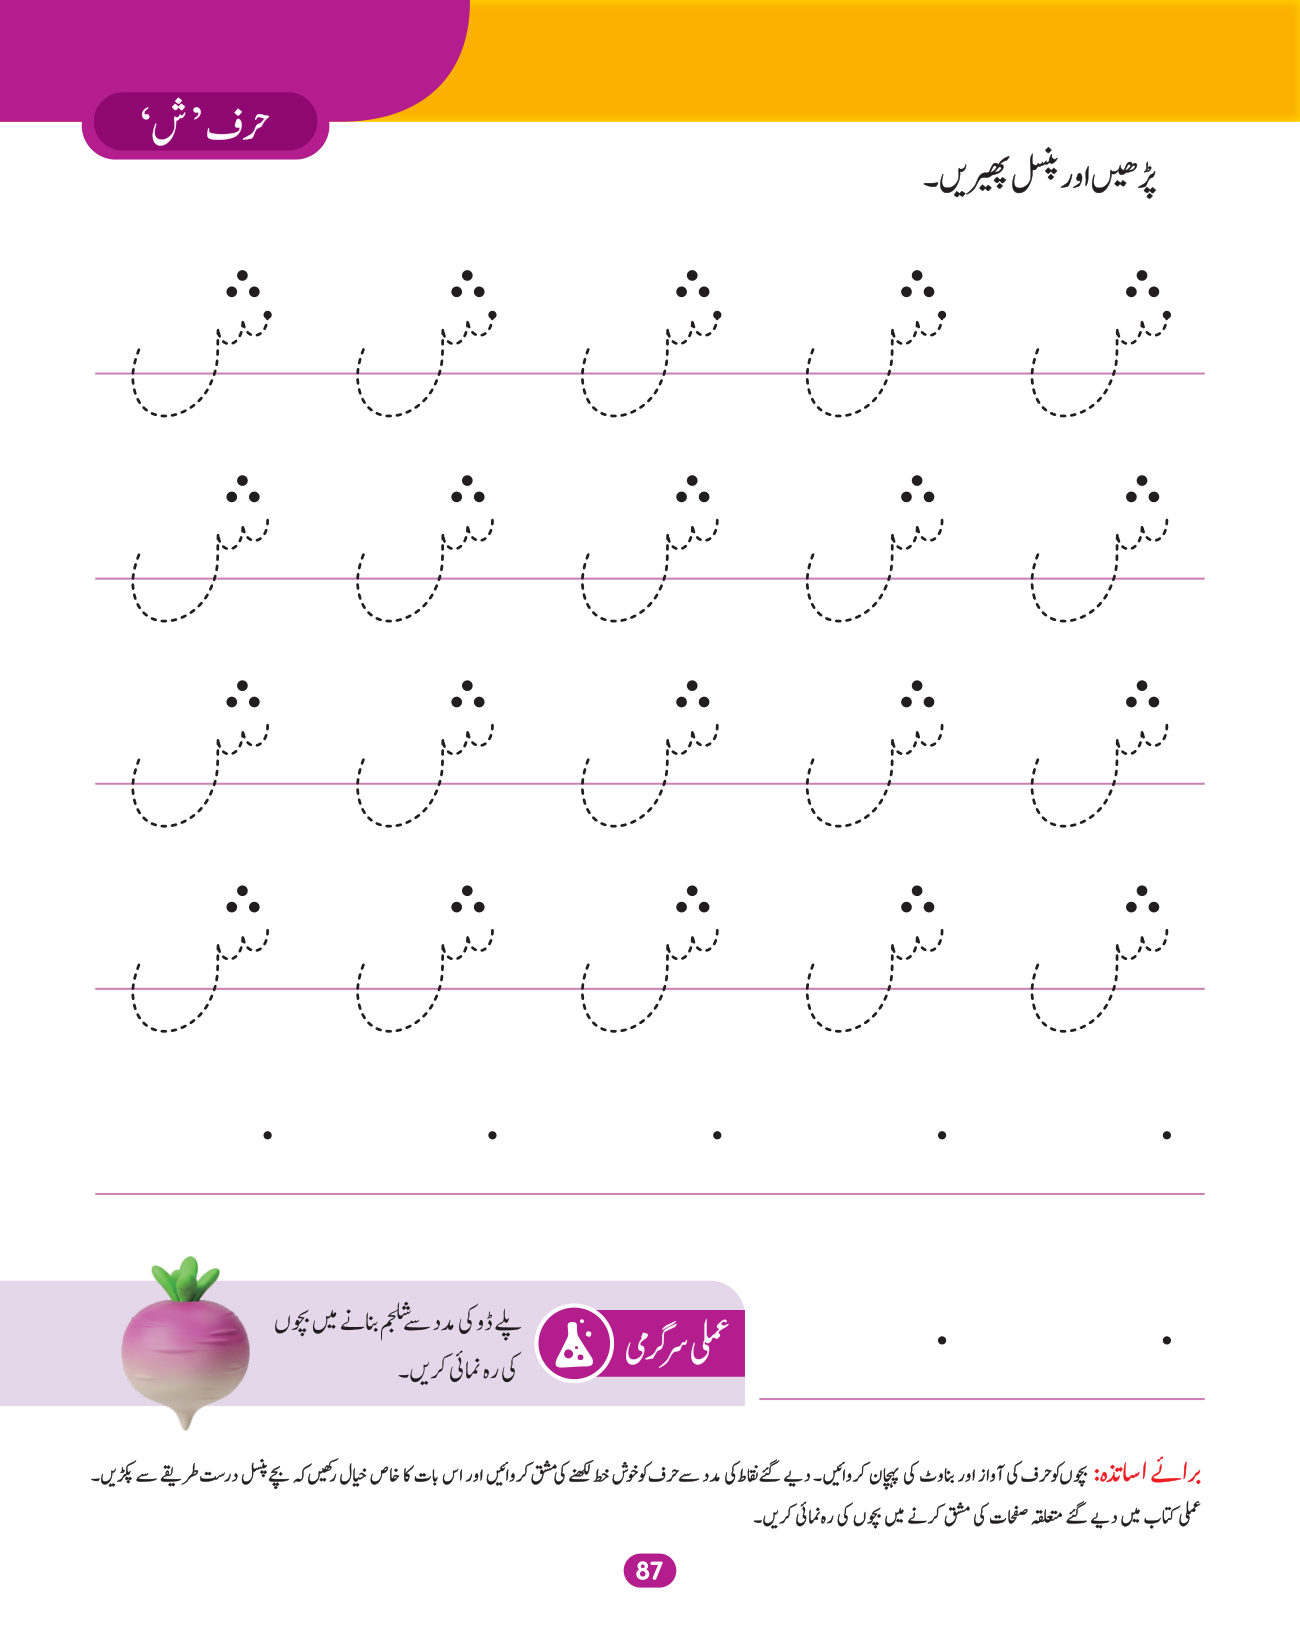 حرف ’ش‘
پڑھیں اور پنسل پھیریں۔
ش ش ش ش ش
ش ش ش ش ش
ش ش ش ش ش
ش ش ش ش ش
عملی سرگرمی
پلے ڈو کی مدد سے شلجم بنانے میں بچوں
کی رہ نمائی کریں۔
برائے اساتذہ: بچوں کو حرف کی آواز اور بناوٹ کی پہچان کروائیں۔ دیے گئے نقاط کی مدد سے حرف کو خوش خط لکھنے کی مشق کروائیں اور اس بات کا خاص خیال رکھیں کہ بچے پنسل درست طریقے سے پکڑیں۔
عملی کتاب میں دیے گئے متعلقہ صفحات کی مشق کرنے میں بچوں کی رہ نمائی کریں۔
87